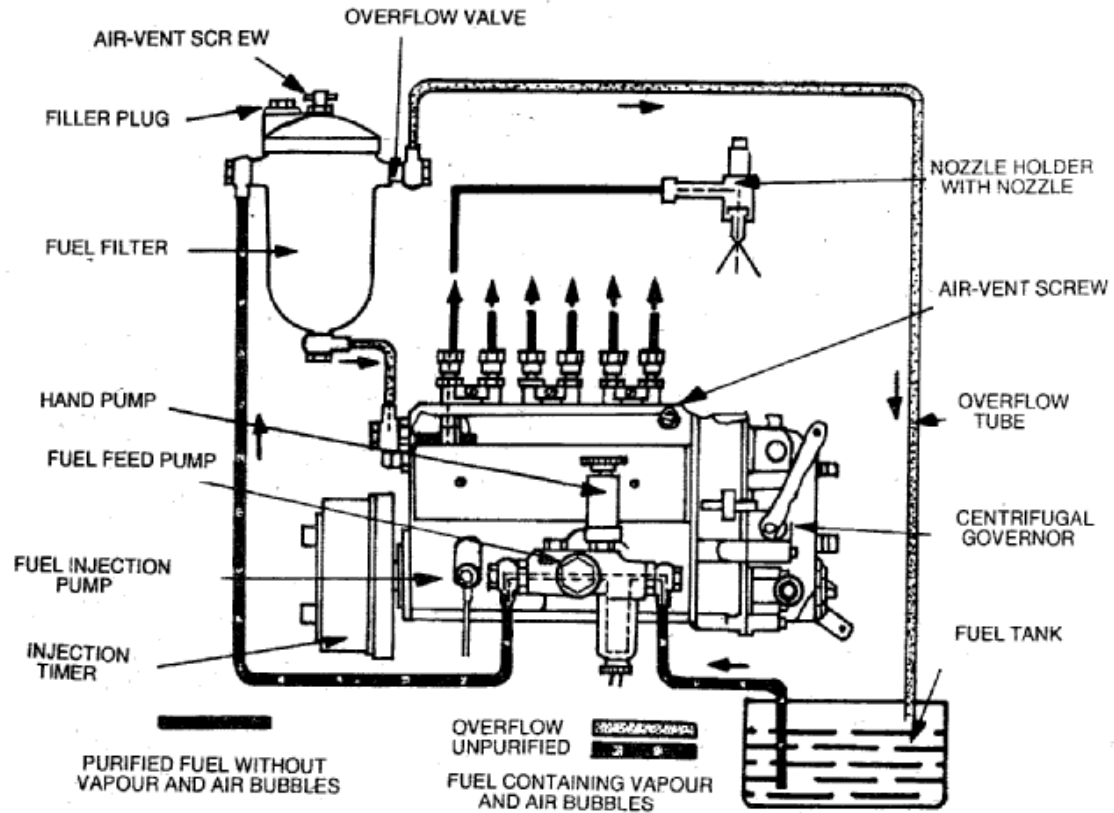 OVERFLOW VALVE
AIR-VENT SCR EW
FILLER PLUG
NOZZLE HOLDER
WITH NOZZLE
FUEL FILTER
AIR-VENT SCREW
HAND PUMP
OVERFLOW
TUBE
FUEL FEED PUMP
CENTRIFUGAL
GOVERNOR
FUEL INJECTION
PUMP
FUEL TANK
INJECTION
TIMER
OVERFLOW
UNPURIFIED
PURIFIED FUEL WITHOUT
VAPOUR AND AIR BUBBLES
FUEL CONTAINING VAPOUR
AND AIR BUBBLES